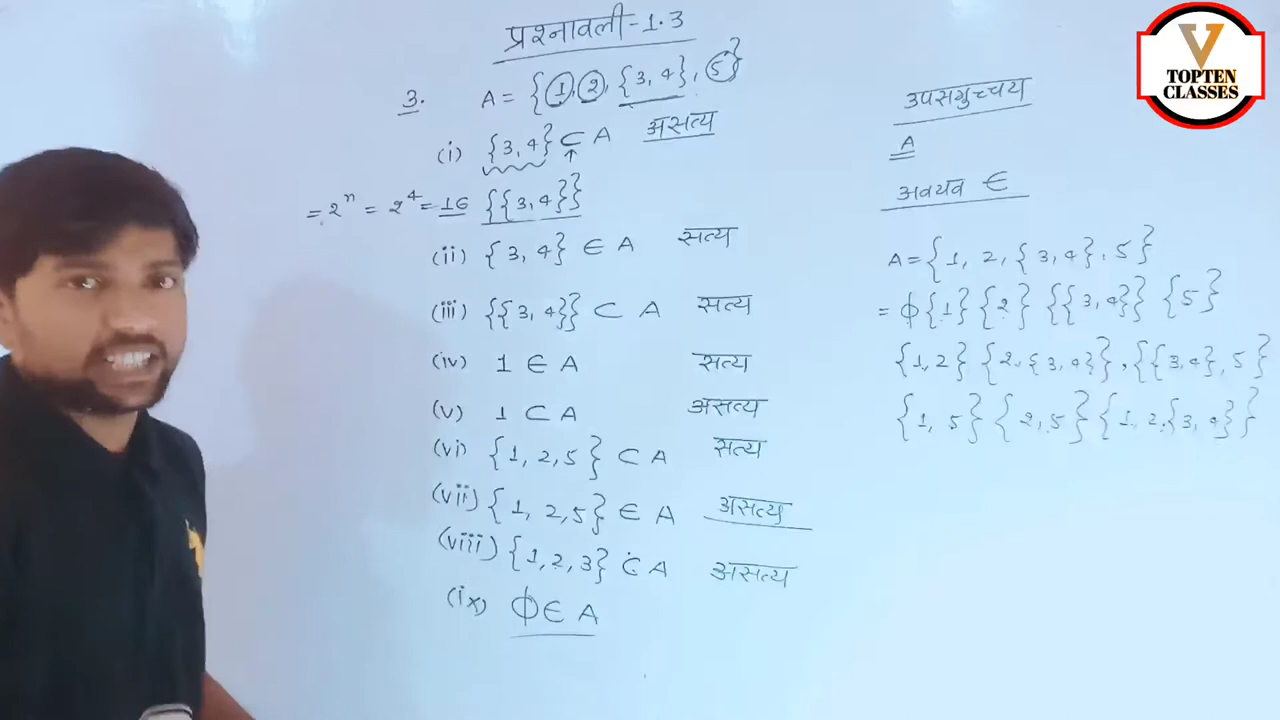 प्रश्नावली-1.3
3. A = {1, 2, {3, 4}, 5}
(i) {3, 4} ⊂ A असत्य
= 2ⁿ = 2⁴ = 16 {{3, 4}}
(ii) {3, 4} ∈ A सत्य
(iii) {{3, 4}} ⊂ A सत्य
(iv) 1 ∈ A सत्य
(v) 1 ⊂ A असत्य
(vi) {1, 2, 5} ⊂ A सत्य
(vii) {1, 2, 5} ∈ A असत्य
(viii) {1, 2, 3} ⊂ A असत्य
(ix) ϕ ∈ A
उपसमुच्चय
A
अवयव ∈
A = {1, 2, {3, 4}, 5}
= ϕ {1} {2} {{3, 4}} {5}
{1, 2} {2, {3, 4}}, {{3, 4}, 5}
{1, 5} {2, 5} {1, 2, {3, 4}}
V
TOPTEN
CLASSES